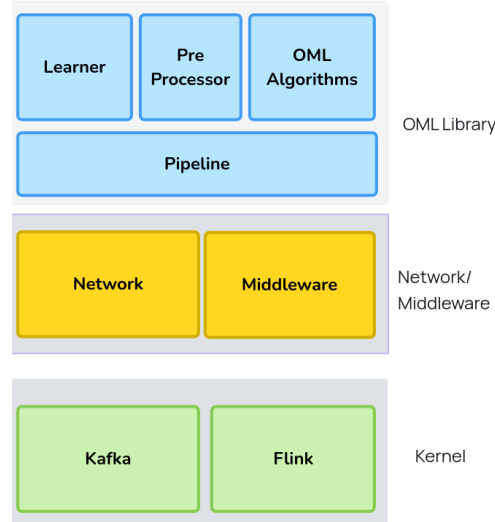 Learner
Pre
Processor
OML
Algorithms
OML Library
Pipeline
Network
Middleware
Network/
Middleware
Kafka
Flink
Kernel